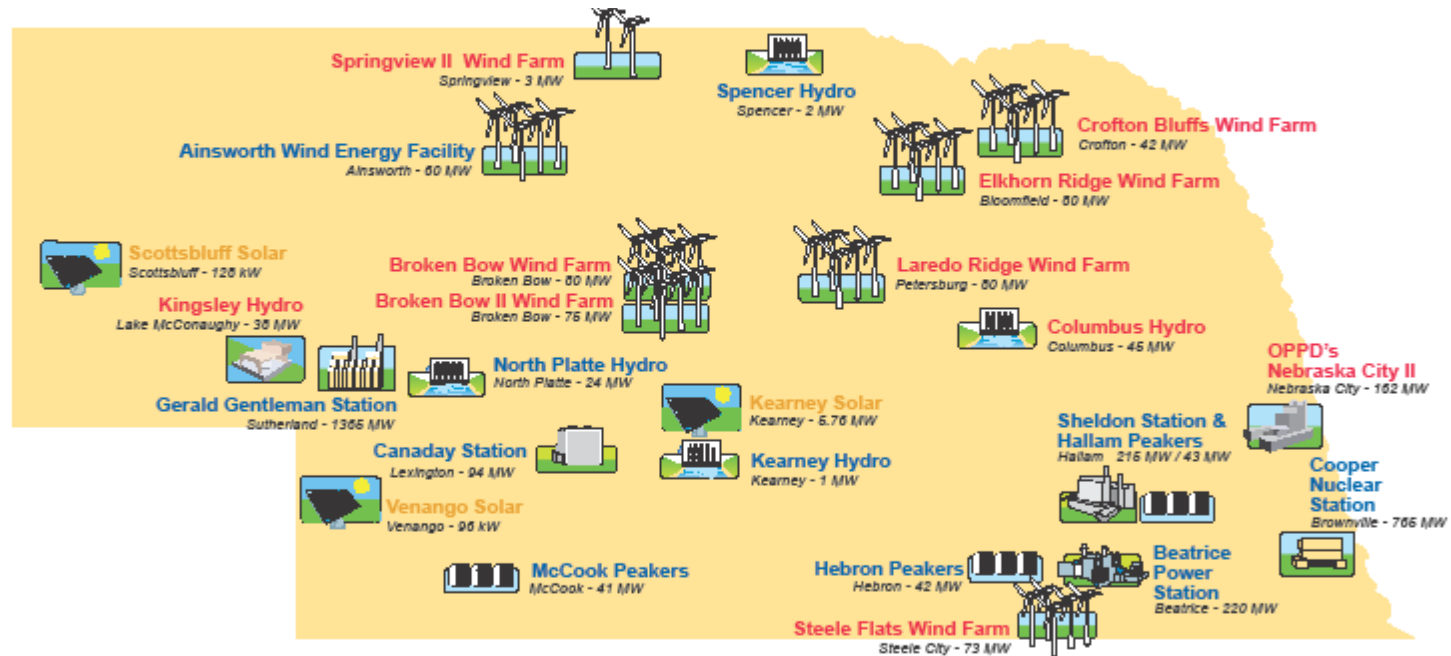 Springview II Wind Farm
Springview - 3 MW
Spencer Hydro
Spencer - 2 MW
Ainsworth Wind Energy Facility
Ainsworth - 60 MW
Crofton Bluffs Wind Farm
Crofton - 42 MW
Elkhorn Ridge Wind Farm
Bloomfield - 80 MW
Scottsbluff Solar
Scottsbluff - 128 kW
Broken Bow Wind Farm
Broken Bow - 80 MW
Broken Bow II Wind Farm
Broken Bow - 75 MW
Laredo Ridge Wind Farm
Petersburg - 80 MW
Kingsley Hydro
Lake McConaughy - 38 MW
Columbus Hydro
Columbus - 45 MW
North Platte Hydro
North Platte - 24 MW
Gerald Gentleman Station
Sutherland - 1365 MW
OPPD's
Nebraska City II
Nebraska City - 162 MW
Kearney Solar
Kearney - 5.76 MW
Canaday Station
Lexington - 94 MW
Kearney Hydro
Kearney - 1 MW
Sheldon Station &
Hallam Peakers
Hallam 215 MW / 43 MW
Cooper
Nuclear
Station
Brownville - 765 MW
Venango Solar
Venango - 96 kW
McCook Peakers
McCook - 41 MW
Hebron Peakers
Hebron - 42 MW
Beatrice
Power
Station
Beatrice - 220 MW
Steele Flats Wind Farm
Steele City - 73 MW